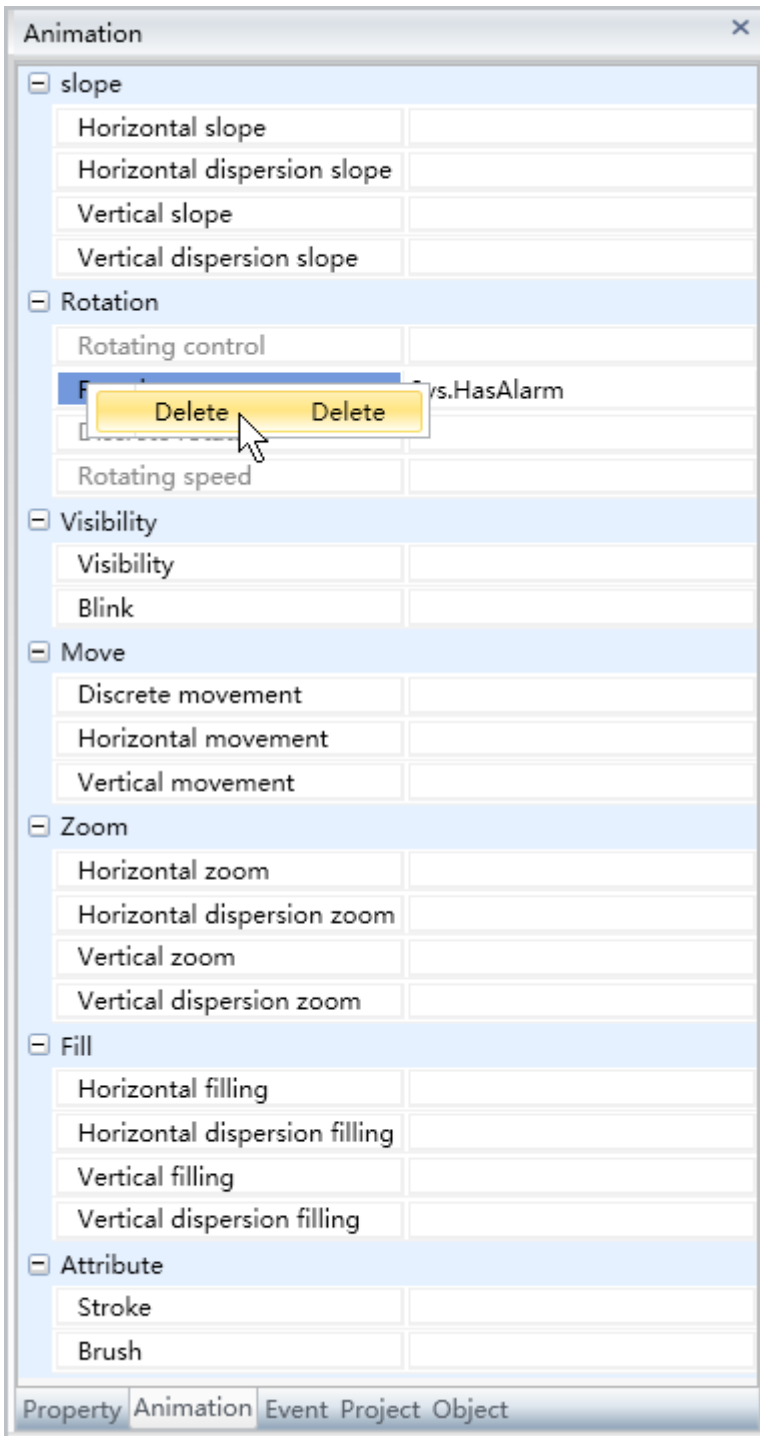 Animation
slope
Horizontal slope
Horizontal dispersion slope
Vertical slope
Vertical dispersion slope
Rotation
Rotating control
Sys.HasAlarm
Delete Delete
Rotating speed
Visibility
Visibility
Blink
Move
Discrete movement
Horizontal movement
Vertical movement
Zoom
Horizontal zoom
Horizontal dispersion zoom
Vertical zoom
Vertical dispersion zoom
Fill
Horizontal filling
Horizontal dispersion filling
Vertical filling
Vertical dispersion filling
Attribute
Stroke
Brush
Property Animation Event Project Object